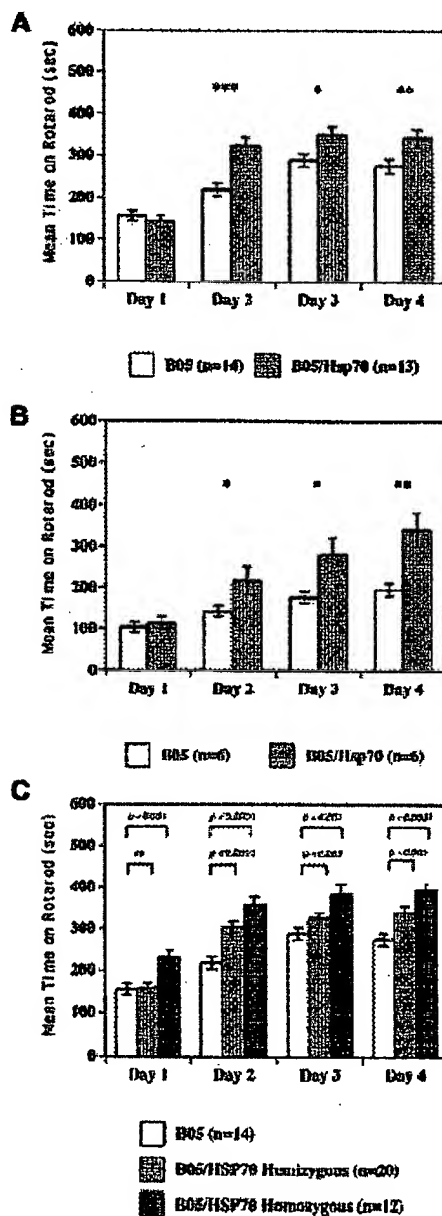 A
Mean Time on Rotarod (sec)
600
500
400
300
200
100
0
***
*
**
Day 1
Day 2
Day 3
Day 4
B05 (n=14)
B05/Hsp70 (n=13)
B
Mean Time on Rotarod (sec)
600
500
400
300
200
100
0
*
*
**
Day 1
Day 2
Day 3
Day 4
B05 (n=6)
B05/Hsp70 (n=6)
C
Mean Time on Rotarod (sec)
600
500
400
300
200
100
0
Day 1
Day 2
Day 3
Day 4
B05 (n=14)
B05/HSP70 Hemizygous (n=20)
B05/HSP70 Homozygous (n=12)